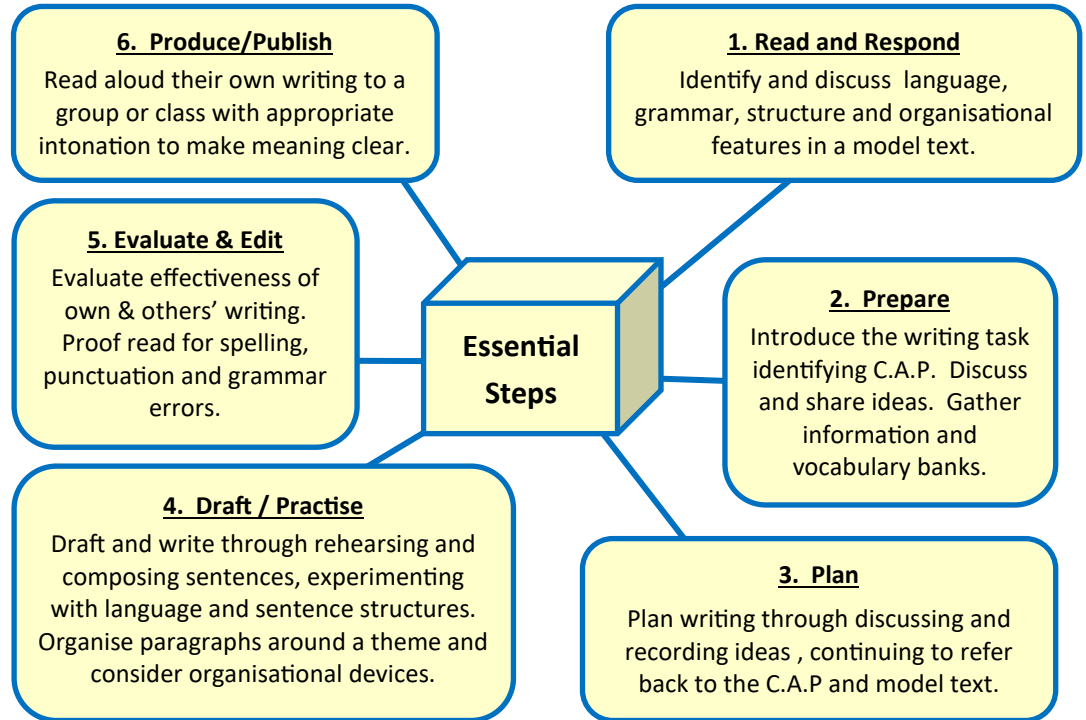 6. Produce/Publish
Read aloud their own writing to a
group or class with appropriate
intonation to make meaning clear.
1. Read and Respond
Identify and discuss language,
grammar, structure and organisational
features in a model text.
5. Evaluate & Edit
Evaluate effectiveness of
own & others’ writing.
Proof read for spelling,
punctuation and grammar
errors.
Essential
Steps
2. Prepare
Introduce the writing task
identifying C.A.P. Discuss
and share ideas. Gather
information and
vocabulary banks.
4. Draft / Practise
Draft and write through rehearsing and
composing sentences, experimenting
with language and sentence structures.
Organise paragraphs around a theme and
consider organisational devices.
3. Plan
Plan writing through discussing and
recording ideas , continuing to refer
back to the C.A.P and model text.